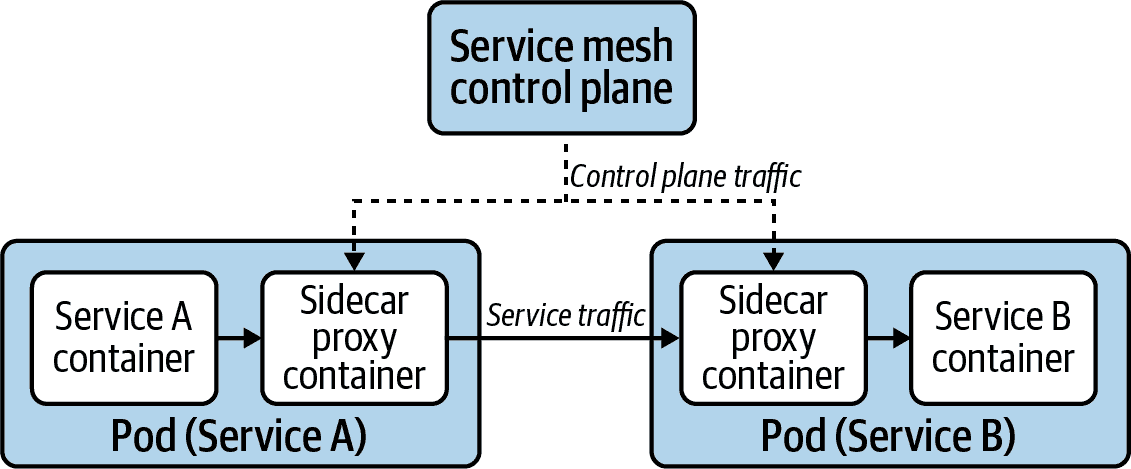 Service mesh
control plane
Control plane traffic
Service A
container
Sidecar
proxy
container
Service traffic
Sidecar
proxy
container
Service B
container
Pod (Service A)
Pod (Service B)